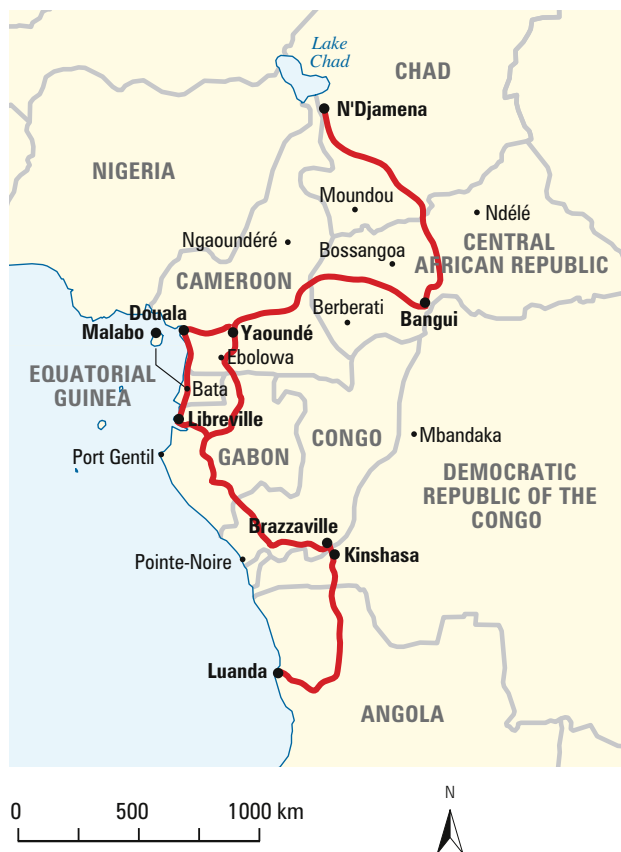 Lake
Chad
CHAD
N'Djamena
NIGERIA
Moundou
Ndélé
Ngaoundéré
Bossangoa
CENTRAL
AFRICAN REPUBLIC
CAMEROON
Berberati
Douala
Bangui
Malabo
Yaoundé
Ebolowa
EQUATORIAL
GUINEA
Bata
Libreville
CONGO
Mbandaka
Port Gentil
GABON
DEMOCRATIC
REPUBLIC OF THE
CONGO
Brazzaville
Kinshasa
Pointe-Noire
Luanda
ANGOLA
0 500 1000 km
N